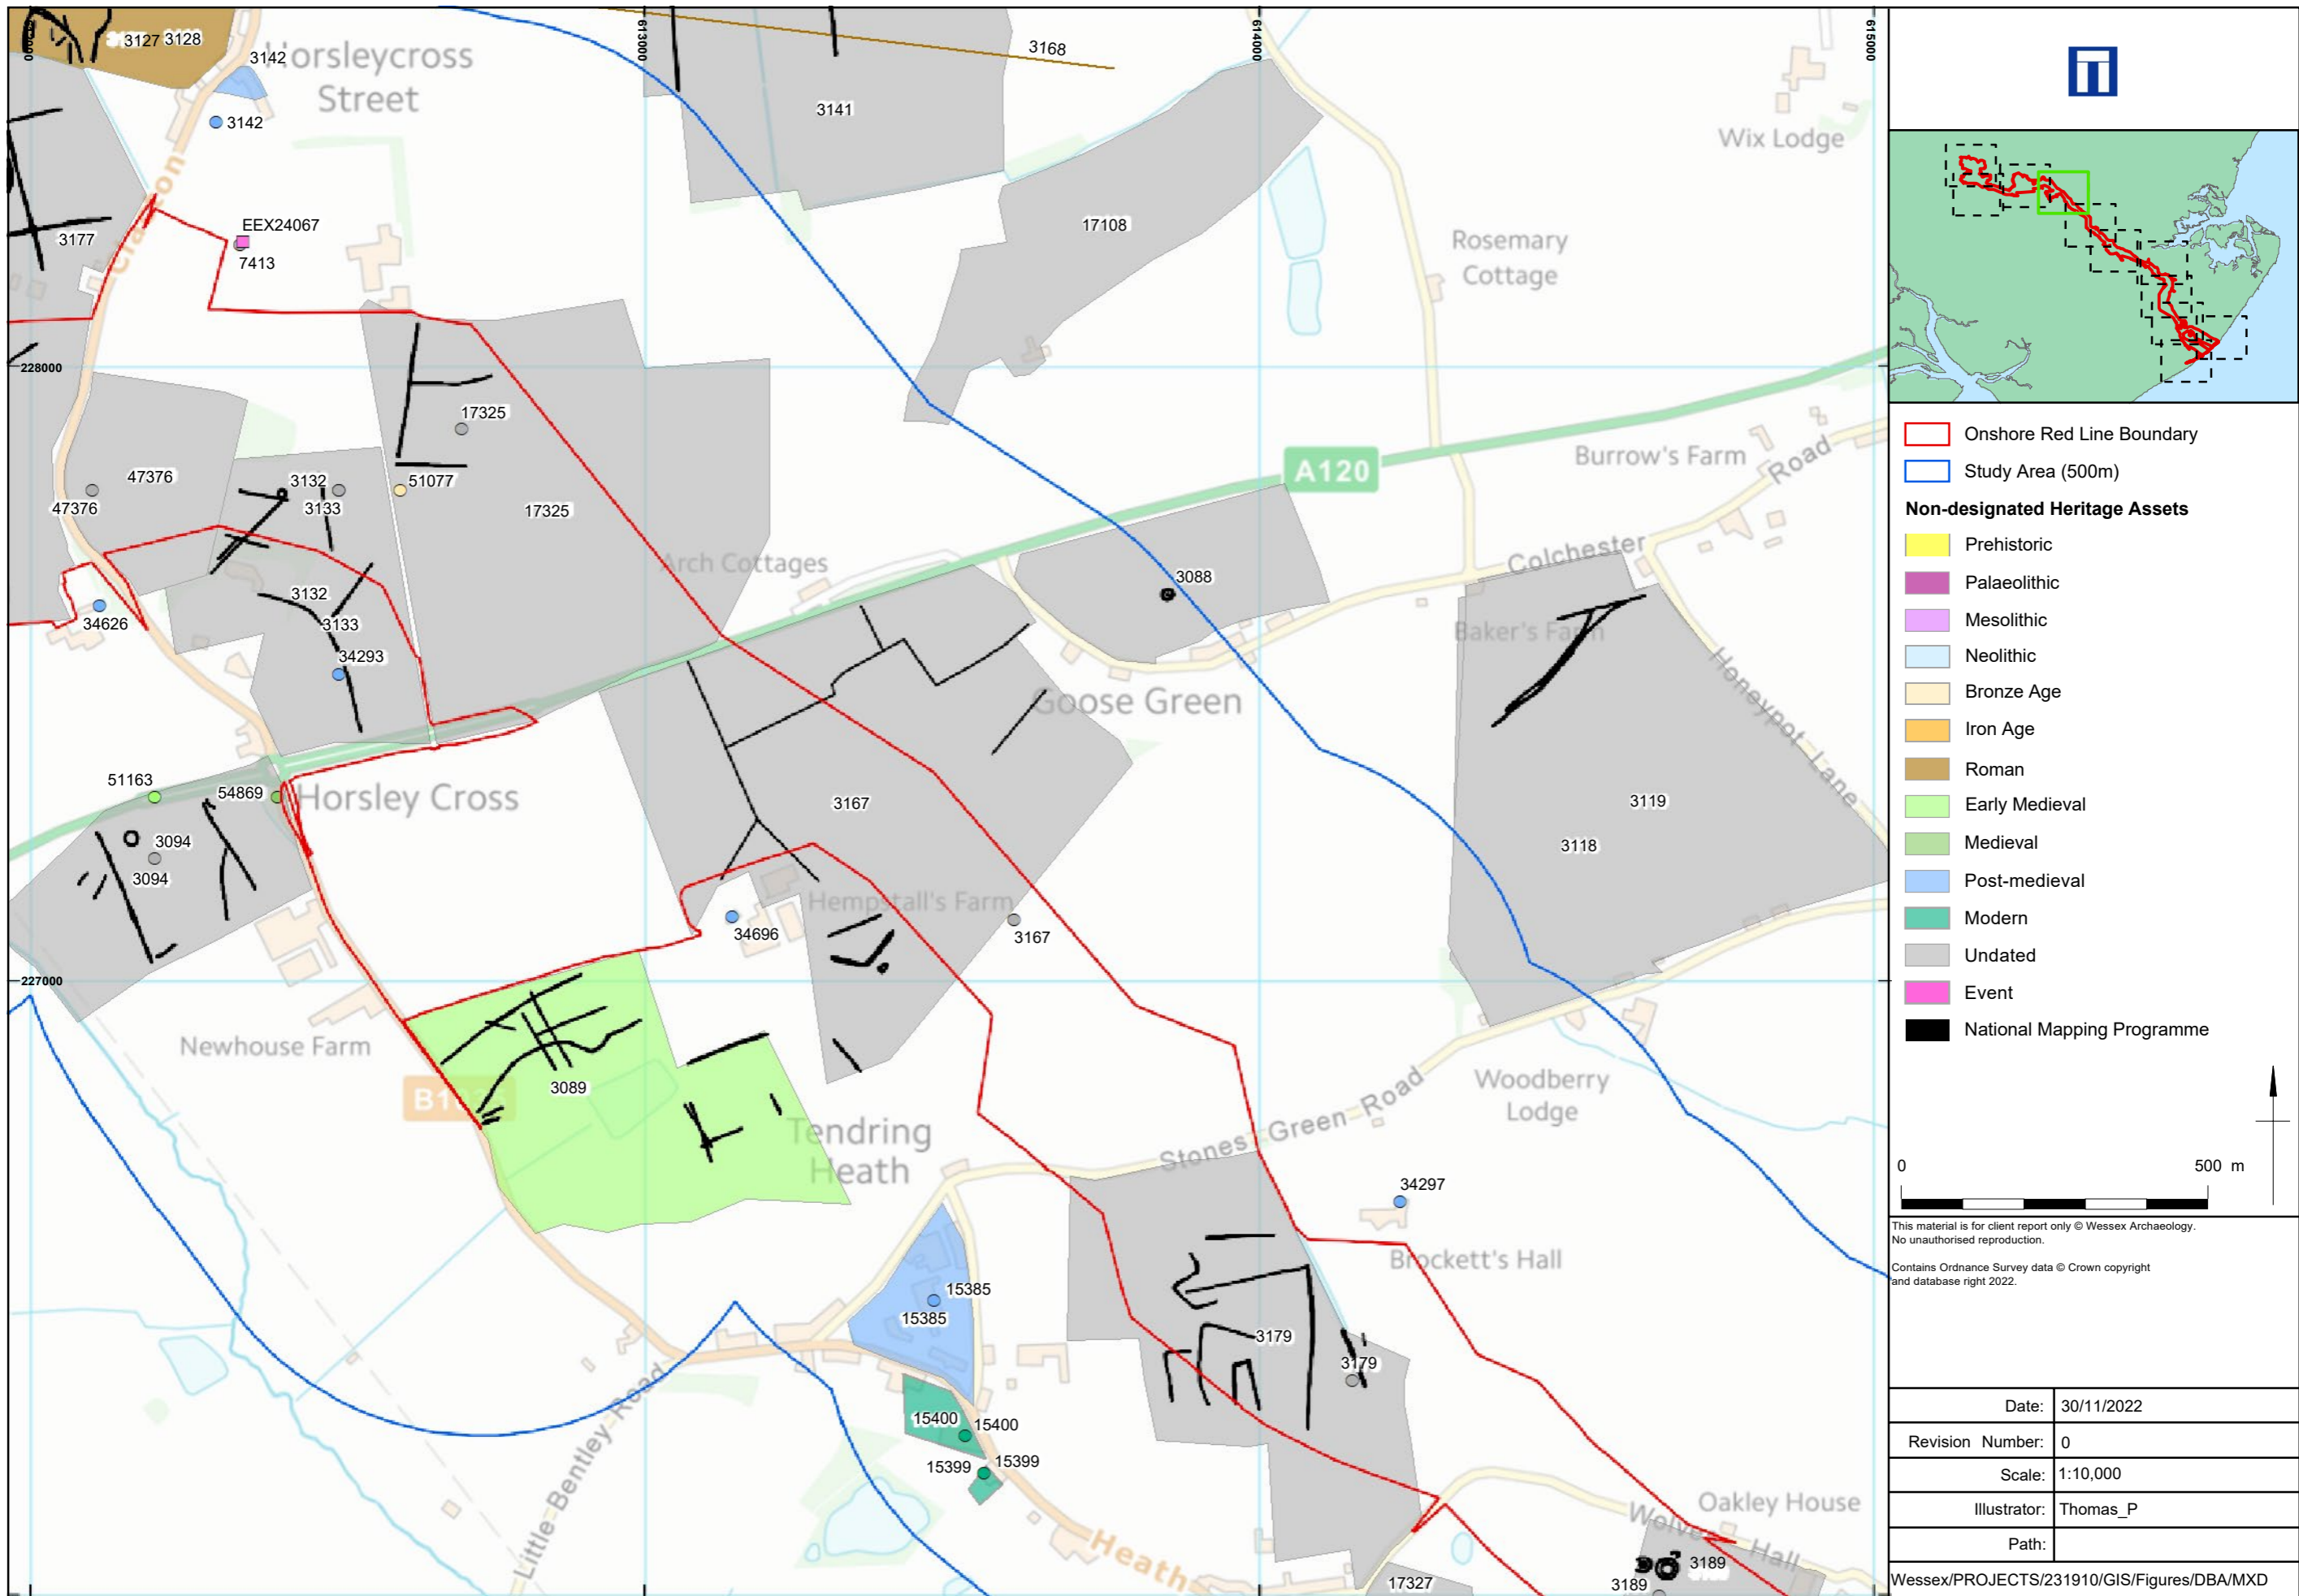 3127 3128
3142
Horsleycross
Street
3142
613000
3168
614000
615000
3141
Wix Lodge
17108
EEX24067
3177
7413
Rosemary
Cottage
228000
17325
A120
Burrow's Farm
Road
47376
47376
3132
3133
51077
17325
Arch Cottages
Colchester
3088
3132
3133
34626
34293
Baker's Farm
Honeypot Lane
Goose Green
51163
54869
Horsley Cross
3167
3119
3118
3094
3094
Hempstall's Farm
34696
3167
227000
Newhouse Farm
3089
Tendring
Heath
Woodberry
Lodge
Stones Green Road
34297
Brockett's Hall
15385
15385
3179
3179
Little Bentley Road
15400
15400
15399
15399
Heath
Oakley House
Hall
3189
3189
17327
Onshore Red Line Boundary
Study Area (500m)
Non-designated Heritage Assets
Prehistoric
Palaeolithic
Mesolithic
Neolithic
Bronze Age
Iron Age
Roman
Early Medieval
Medieval
Post-medieval
Modern
Undated
Event
National Mapping Programme
0 500 m
This material is for client report only © Wessex Archaeology.
No unauthorised reproduction.
Contains Ordnance Survey data © Crown copyright
and database right 2022.
Date: 30/11/2022
Revision Number: 0
Scale: 1:10,000
Illustrator: Thomas_P
Path:
Wessex/PROJECTS/231910/GIS/Figures/DBA/MXD